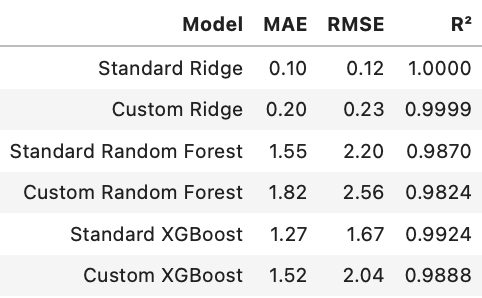 Model MAE RMSE R²
Standard Ridge 0.10 0.12 1.0000
Custom Ridge 0.20 0.23 0.9999
Standard Random Forest 1.55 2.20 0.9870
Custom Random Forest 1.82 2.56 0.9824
Standard XGBoost 1.27 1.67 0.9924
Custom XGBoost 1.52 2.04 0.9888